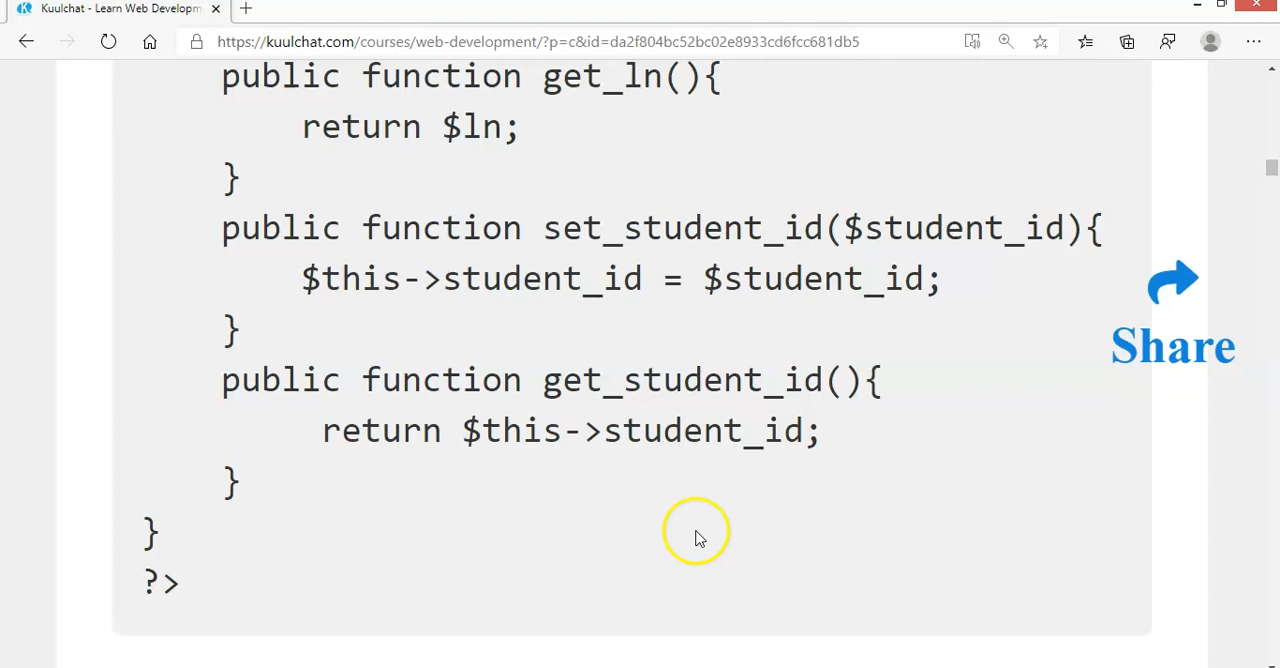 Kuulchat - Learn Web Developm
https://kuulchat.com/courses/web-development/?p=c&id=da2f804bc52bc02e8933cd6fcc681db5
public function get_ln(){
return $ln;
}
public function set_student_id($student_id){
$this->student_id = $student_id;
}
public function get_student_id(){
return $this->student_id;
}
}
?>
Share